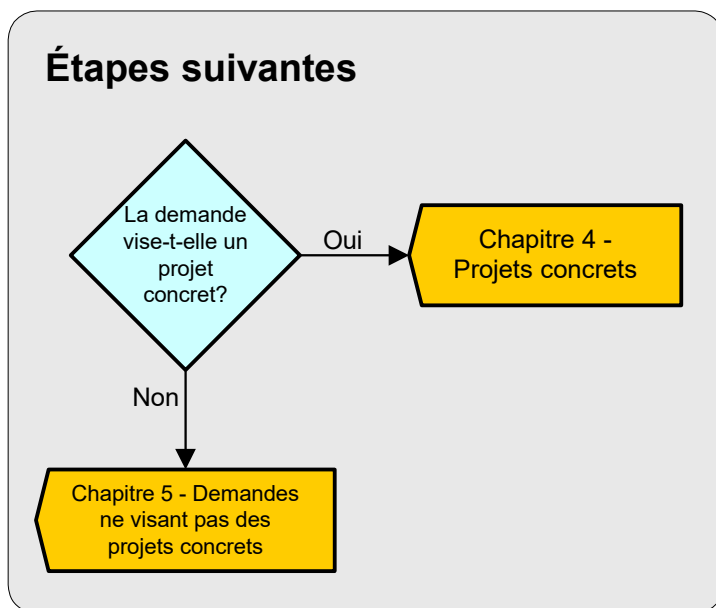 Étapes suivantes
La demande
vise-t-elle un
projet
concret?
Oui
Chapitre 4 -
Projets concrets
Non
Chapitre 5 - Demandes
ne visant pas des
projets concrets